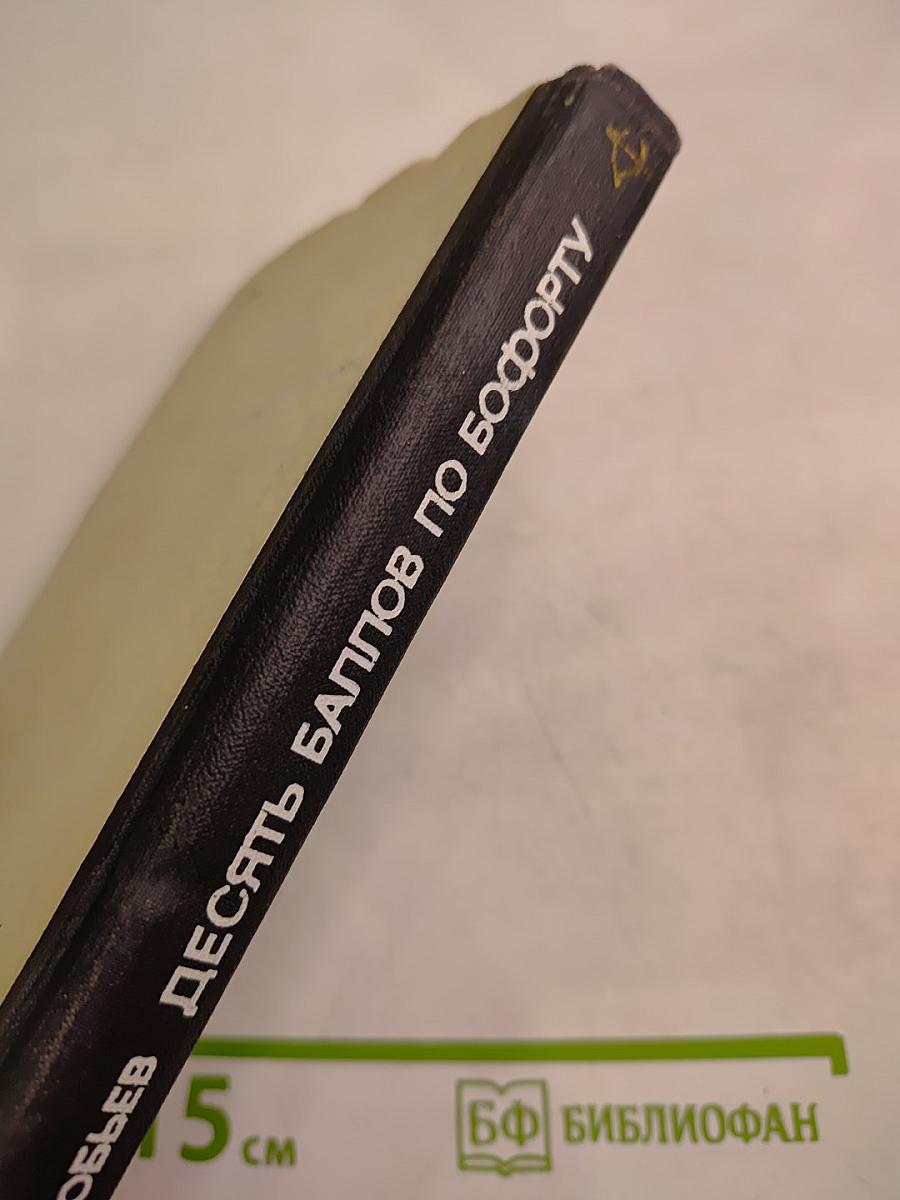 ОБЬЕВ ДЕСЯТЬ БАЛЛОВ ПО БОФОРТУ
15 см
БФ БИБЛИОФАН